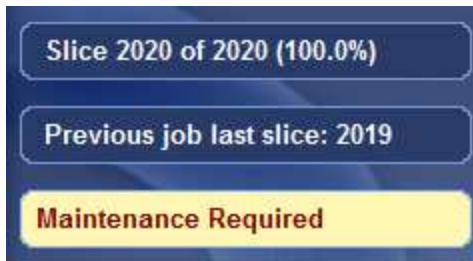 Slice 2020 of 2020 (100.0%)
Previous job last slice: 2019
Maintenance Required